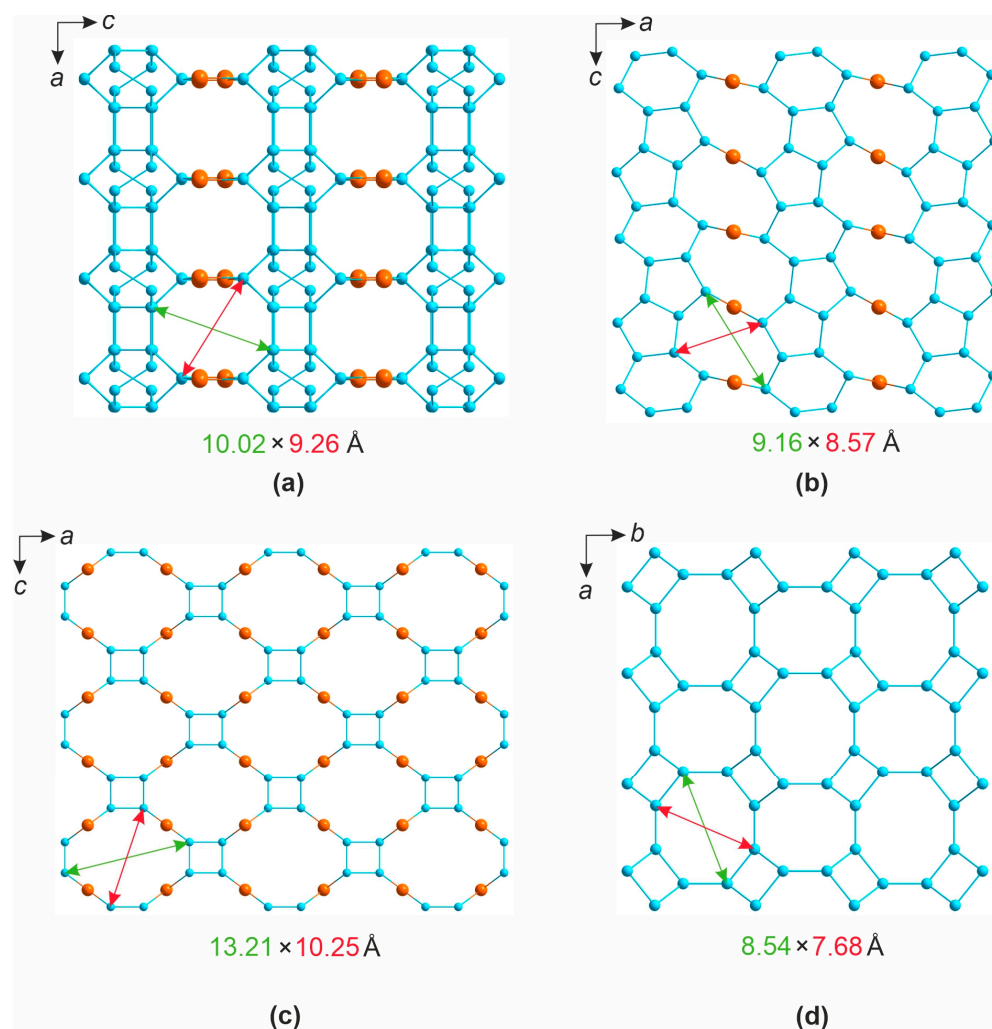 c
a
a
c
10.02 × 9.26 Å
9.16 × 8.57 Å
(a)
(b)
a
c
b
a
13.21 × 10.25 Å
8.54 × 7.68 Å
(c)
(d)